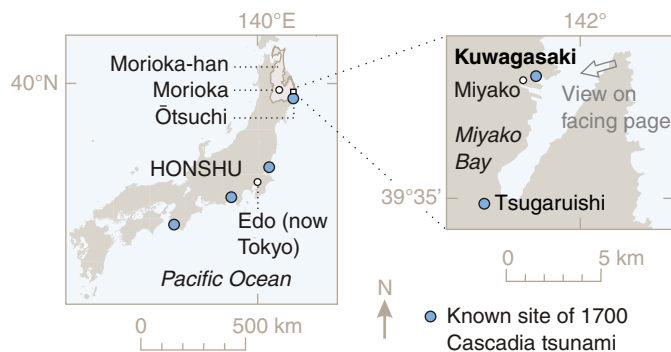 140°E
40°N
Morioka-han
Morioka
Ōtsuchi
HONSHU
Edo (now
Tokyo)
Pacific Ocean
0 500 km
142°
Kuwagasaki
Miyako
View on
facing page
Miyako
Bay
39°35'
Tsugaruishi
0 5 km
N
Known site of 1700
Cascadia tsunami